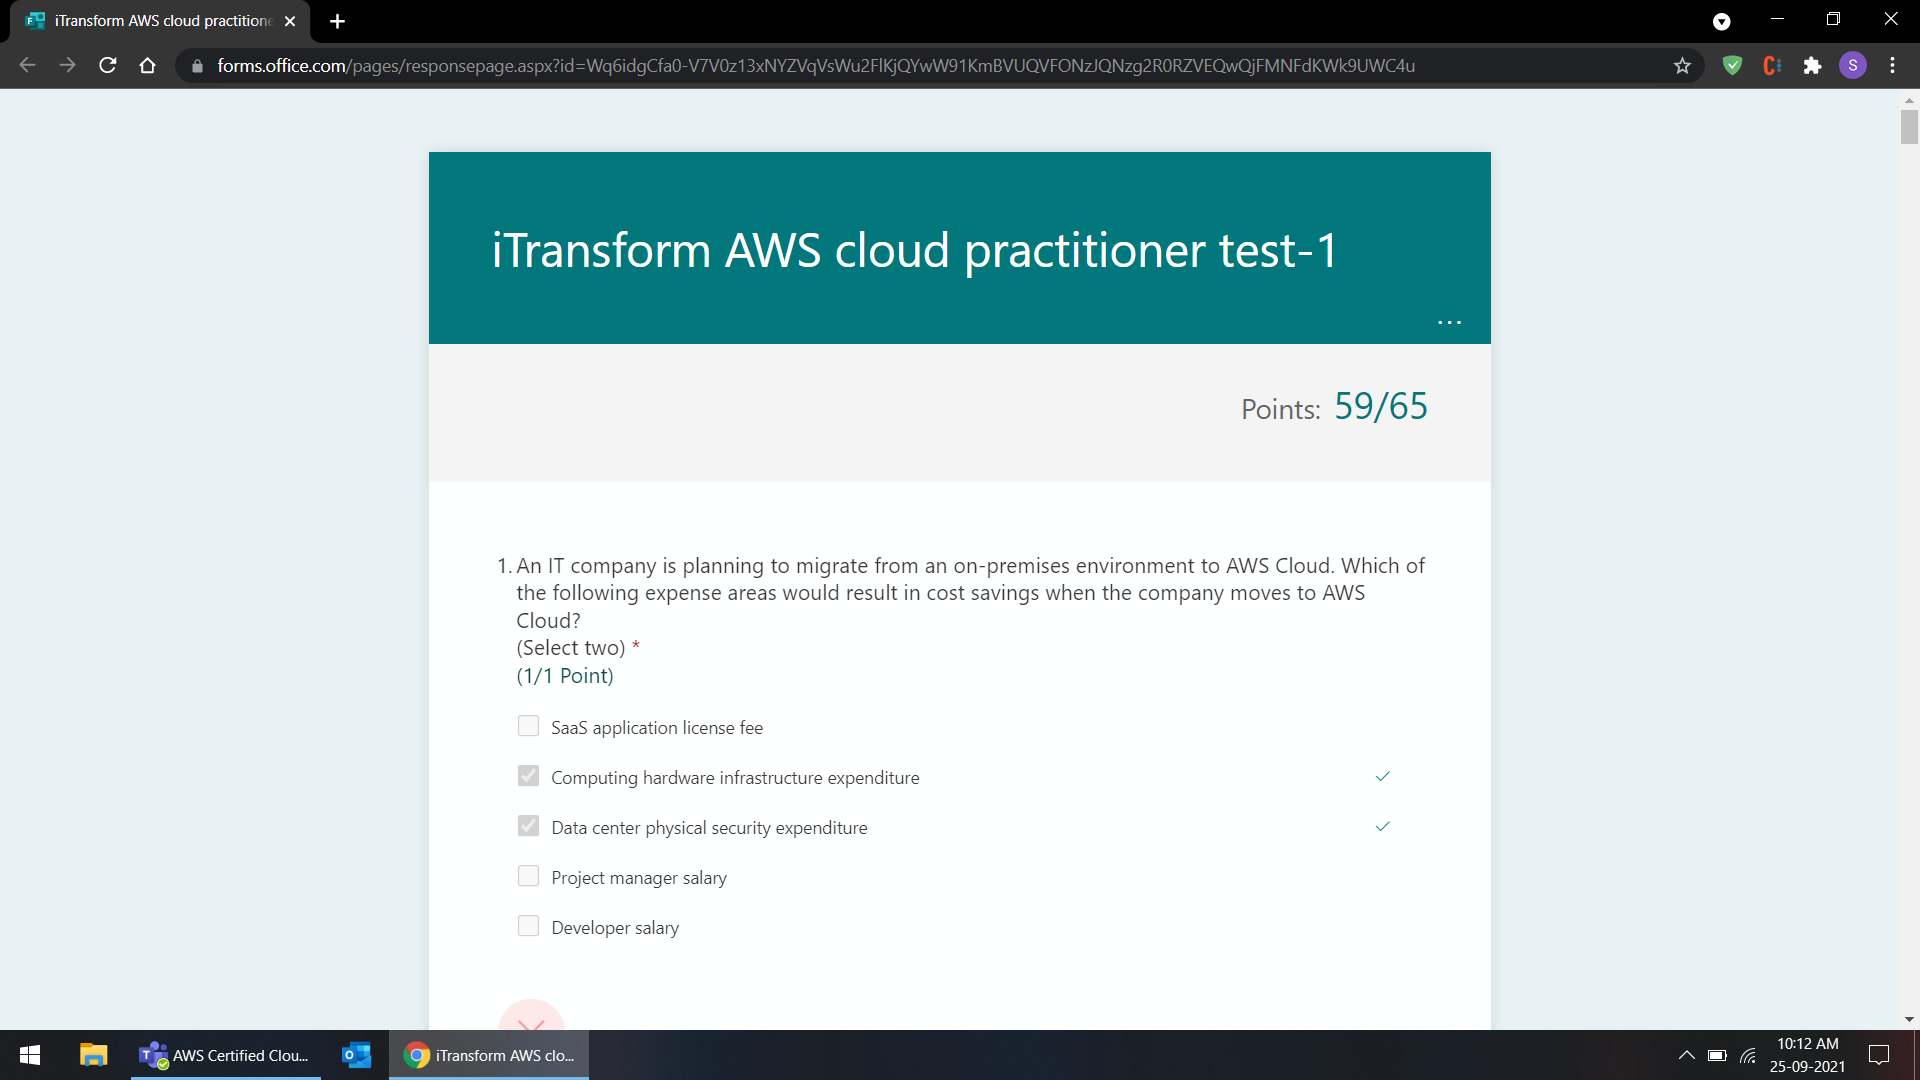 iTransform AWS cloud practitione
forms.office.com/pages/responsepage.aspx?id=Wq6idgCfa0-V7V0z13xNYZVqVsWu2FlKjQYwW91KmBVUQVFONzJQNzg2R0RZVEQwQjFMNFdKWk9UWC4u
S
iTransform AWS cloud practitioner test-1
...
Points: 59/65
1. An IT company is planning to migrate from an on-premises environment to AWS Cloud. Which of
the following expense areas would result in cost savings when the company moves to AWS
Cloud?
(Select two) *
(1/1 Point)
SaaS application license fee
Computing hardware infrastructure expenditure
Data center physical security expenditure
Project manager salary
Developer salary
AWS Certified Clou...
iTransform AWS clo...
10:12 AM
25-09-2021